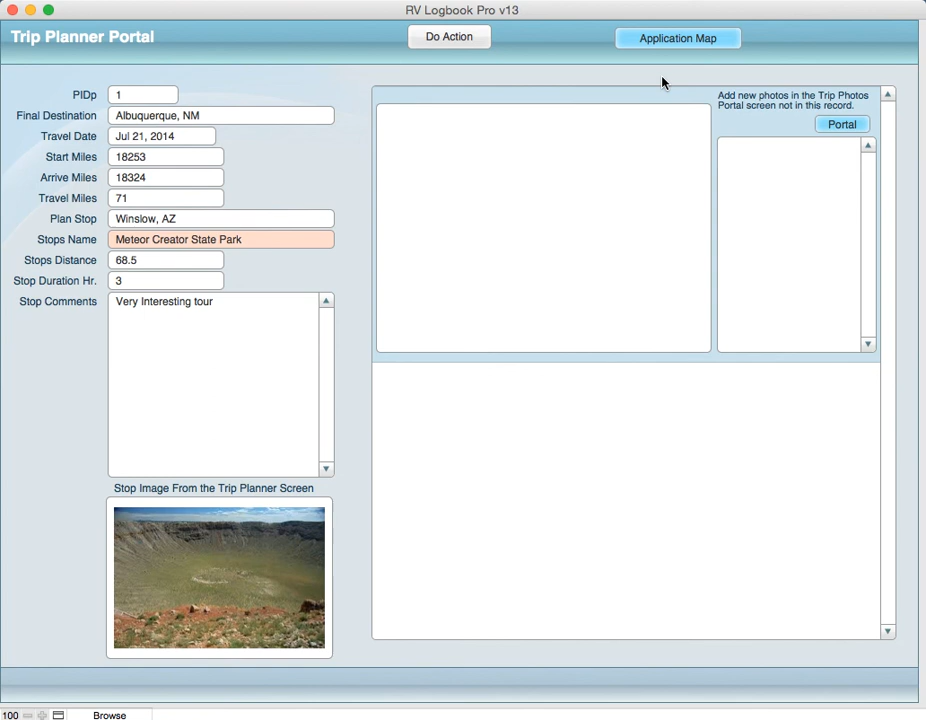 RV Logbook Pro v13
Trip Planner Portal
Do Action
Application Map
PIDp 1
Final Destination Albuquerque, NM
Travel Date Jul 21, 2014
Start Miles 18253
Arrive Miles 18324
Travel Miles 71
Plan Stop Winslow, AZ
Stops Name Meteor Creator State Park
Stops Distance 68.5
Stop Duration Hr. 3
Stop Comments Very Interesting tour
Stop Image From the Trip Planner Screen
Add new photos in the Trip Photos
Portal screen not in this record.
Portal
100 Browse